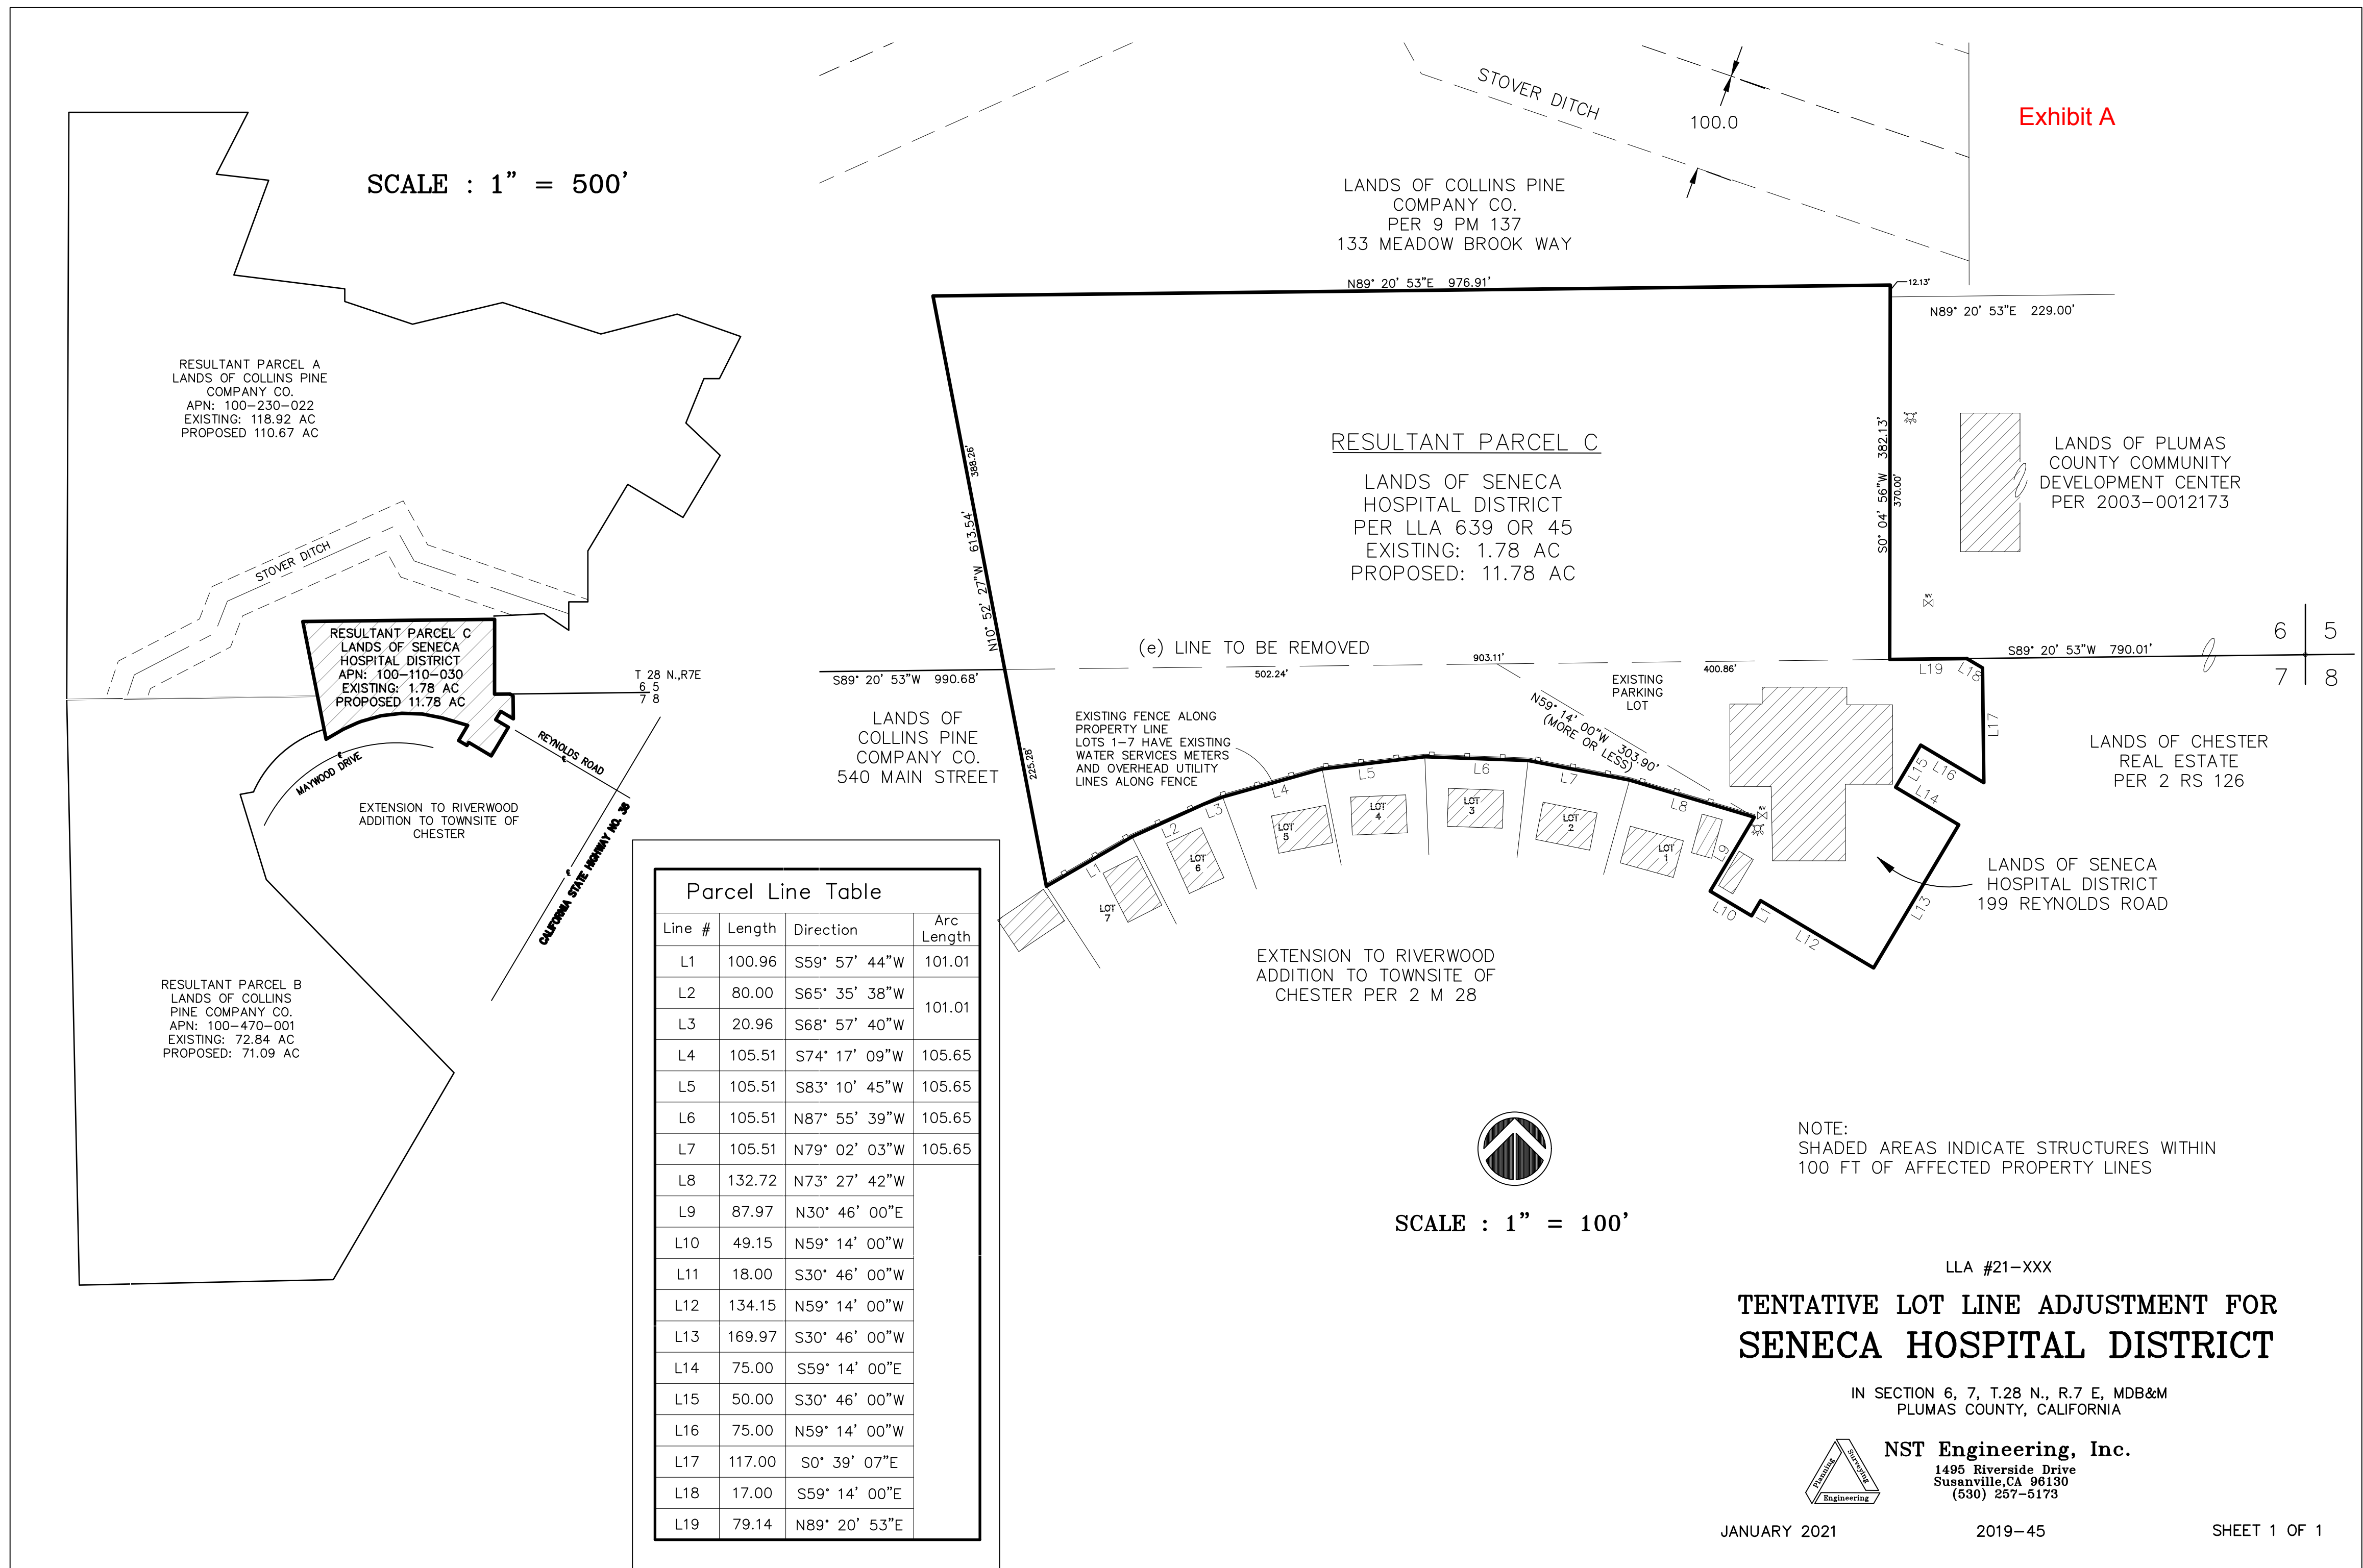 Exhibit A
SCALE : 1" = 500'
STOVER DITCH
100.0
LANDS OF COLLINS PINE
COMPANY CO.
PER 9 PM 137
133 MEADOW BROOK WAY
N89° 20' 53"E 976.91'
12.13'
N89° 20' 53"E 229.00'
RESULTANT PARCEL A
LANDS OF COLLINS PINE
COMPANY CO.
APN: 100-230-022
EXISTING: 118.92 AC
PROPOSED 110.67 AC
STOVER DITCH
RESULTANT PARCEL C
LANDS OF SENECA
HOSPITAL DISTRICT
APN: 100-110-030
EXISTING: 1.78 AC
PROPOSED 11.78 AC
T 28 N.,R7E
6 5
7 8
MAYWOOD DRIVE
REYNOLDS ROAD
CALIFORNIA STATE HIGHWAY NO. 36
EXTENSION TO RIVERWOOD
ADDITION TO TOWNSITE OF
CHESTER
RESULTANT PARCEL B
LANDS OF COLLINS
PINE COMPANY CO.
APN: 100-470-001
EXISTING: 72.84 AC
PROPOSED: 71.09 AC
388.26'
N10° 52' 27"W 613.54'
225.28'
RESULTANT PARCEL C
LANDS OF SENECA
HOSPITAL DISTRICT
PER LLA 639 OR 45
EXISTING: 1.78 AC
PROPOSED: 11.78 AC
S0° 04' 56"W 382.13'
370.00'
LANDS OF PLUMAS
COUNTY COMMUNITY
DEVELOPMENT CENTER
PER 2003-0012173
WV
(e) LINE TO BE REMOVED
903.11'
502.24'
400.86'
S89° 20' 53"W 990.68'
S89° 20' 53"W 790.01'
6 5
7 8
LANDS OF
COLLINS PINE
COMPANY CO.
540 MAIN STREET
EXISTING FENCE ALONG
PROPERTY LINE
LOTS 1-7 HAVE EXISTING
WATER SERVICES METERS
AND OVERHEAD UTILITY
LINES ALONG FENCE
N59° 14' 00"W 303.90'
(MORE OR LESS)
EXISTING
PARKING
LOT
L19
L18
L17
L16
L15
L14
L13
L12
L11
L10
L9
L8
L7
L6
L5
L4
L3
L2
L1
WV
LOT
7
LOT
6
LOT
5
LOT
4
LOT
3
LOT
2
LOT
1
LANDS OF CHESTER
REAL ESTATE
PER 2 RS 126
LANDS OF SENECA
HOSPITAL DISTRICT
199 REYNOLDS ROAD
EXTENSION TO RIVERWOOD
ADDITION TO TOWNSITE OF
CHESTER PER 2 M 28
Parcel Line Table
Line # Length Direction Arc Length
L1 100.96 S59° 57' 44"W 101.01
L2 80.00 S65° 35' 38"W 101.01
L3 20.96 S68° 57' 40"W
L4 105.51 S74° 17' 09"W 105.65
L5 105.51 S83° 10' 45"W 105.65
L6 105.51 N87° 55' 39"W 105.65
L7 105.51 N79° 02' 03"W 105.65
L8 132.72 N73° 27' 42"W
L9 87.97 N30° 46' 00"E
L10 49.15 N59° 14' 00"W
L11 18.00 S30° 46' 00"W
L12 134.15 N59° 14' 00"W
L13 169.97 S30° 46' 00"W
L14 75.00 S59° 14' 00"E
L15 50.00 S30° 46' 00"W
L16 75.00 N59° 14' 00"W
L17 117.00 S0° 39' 07"E
L18 17.00 S59° 14' 00"E
L19 79.14 N89° 20' 53"E
SCALE : 1" = 100'
NOTE:
SHADED AREAS INDICATE STRUCTURES WITHIN
100 FT OF AFFECTED PROPERTY LINES
LLA #21-XXX
TENTATIVE LOT LINE ADJUSTMENT FOR
SENECA HOSPITAL DISTRICT
IN SECTION 6, 7, T.28 N., R.7 E, MDB&M
PLUMAS COUNTY, CALIFORNIA
Planning
Surveying
Engineering
NST Engineering, Inc.
1495 Riverside Drive
Susanville,CA 96130
(530) 257-5173
JANUARY 2021
2019-45
SHEET 1 OF 1